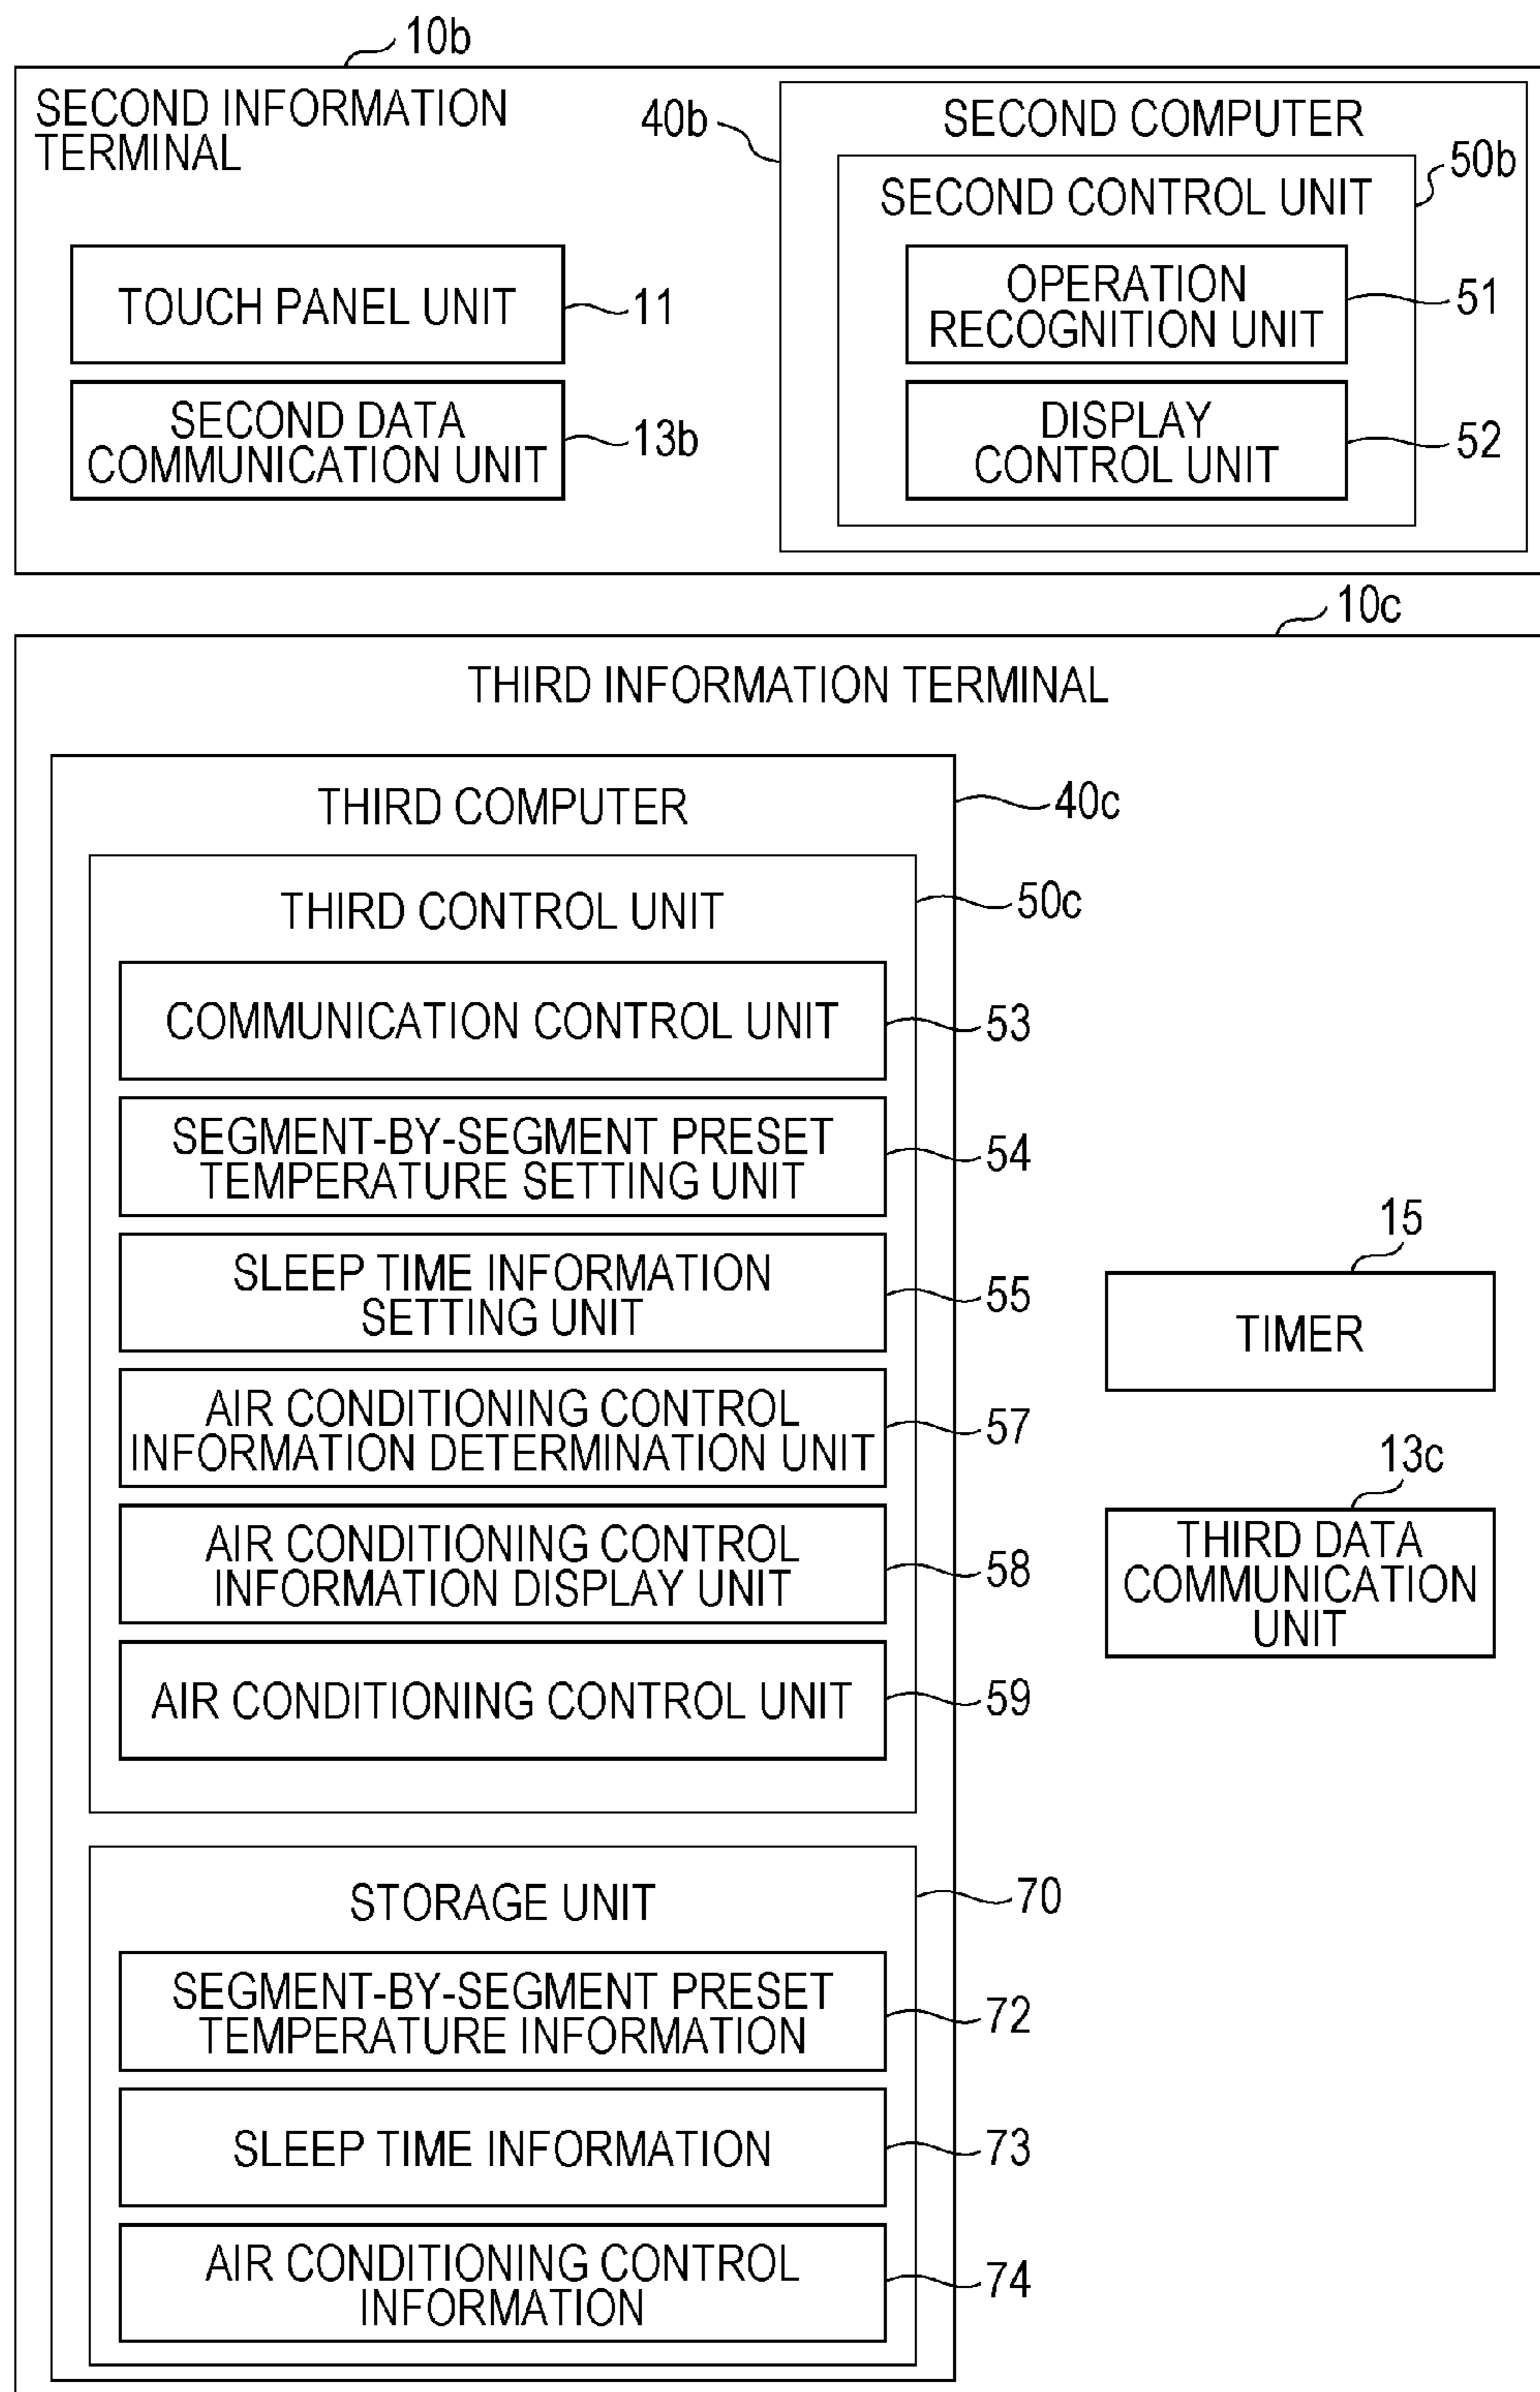 10b
SECOND INFORMATION
TERMINAL
40b
SECOND COMPUTER
50b
SECOND CONTROL UNIT
TOUCH PANEL UNIT
11
OPERATION
RECOGNITION UNIT
51
SECOND DATA
COMMUNICATION UNIT
13b
DISPLAY
CONTROL UNIT
52
10c
THIRD INFORMATION TERMINAL
THIRD COMPUTER
40c
THIRD CONTROL UNIT
50c
COMMUNICATION CONTROL UNIT
53
SEGMENT-BY-SEGMENT PRESET
TEMPERATURE SETTING UNIT
54
SLEEP TIME INFORMATION
SETTING UNIT
55
AIR CONDITIONING CONTROL
INFORMATION DETERMINATION UNIT
57
AIR CONDITIONING CONTROL
INFORMATION DISPLAY UNIT
58
AIR CONDITIONING CONTROL UNIT
59
15
TIMER
13c
THIRD DATA
COMMUNICATION
UNIT
STORAGE UNIT
70
SEGMENT-BY-SEGMENT PRESET
TEMPERATURE INFORMATION
72
SLEEP TIME INFORMATION
73
AIR CONDITIONING CONTROL
INFORMATION
74